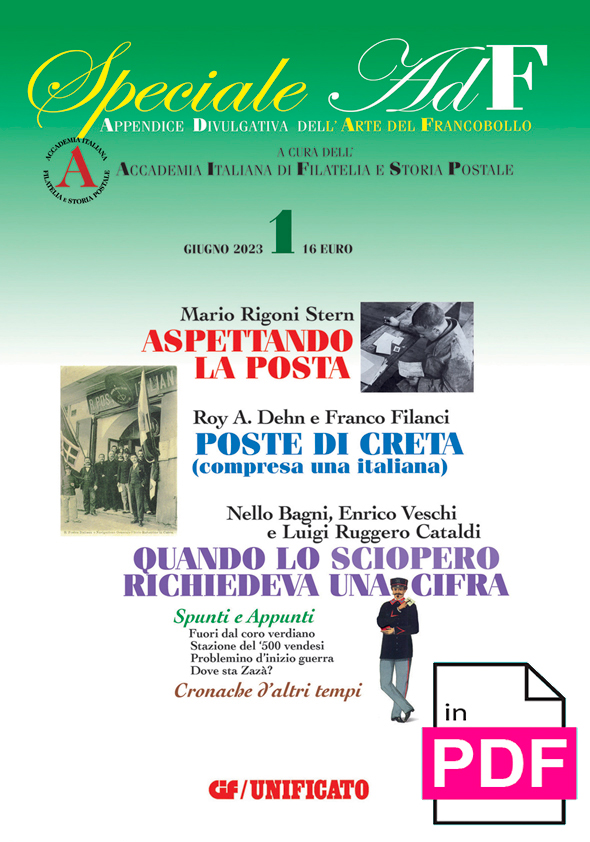 Speciale AdF
APPENDICE DIVULGATIVA DELL'ARTE DEL FRANCOBOLLO
A CURA DELL'
ACCADEMIA ITALIANA DI FILATELIA E STORIA POSTALE
ACCADEMIA ITALIANA
A
FILATELIA E STORIA POSTALE
GIUGNO 2023 1 16 EURO
Mario Rigoni Stern
ASPETTANDO
LA POSTA
Roy A. Dehn e Franco Filanci
POSTE DI CRETA
(compresa una italiana)
Nello Bagni, Enrico Veschi
e Luigi Ruggero Cataldi
QUANDO LO SCIOPERO
RICHIEDEVA UNA CIFRA
Spunti e Appunti
Fuori dal coro verdiano
Stazione del '500 vendesi
Problemino d'inizio guerra
Dove sta Zazà?
Cronache d'altri tempi
CIF/UNIFICATO
in
PDF